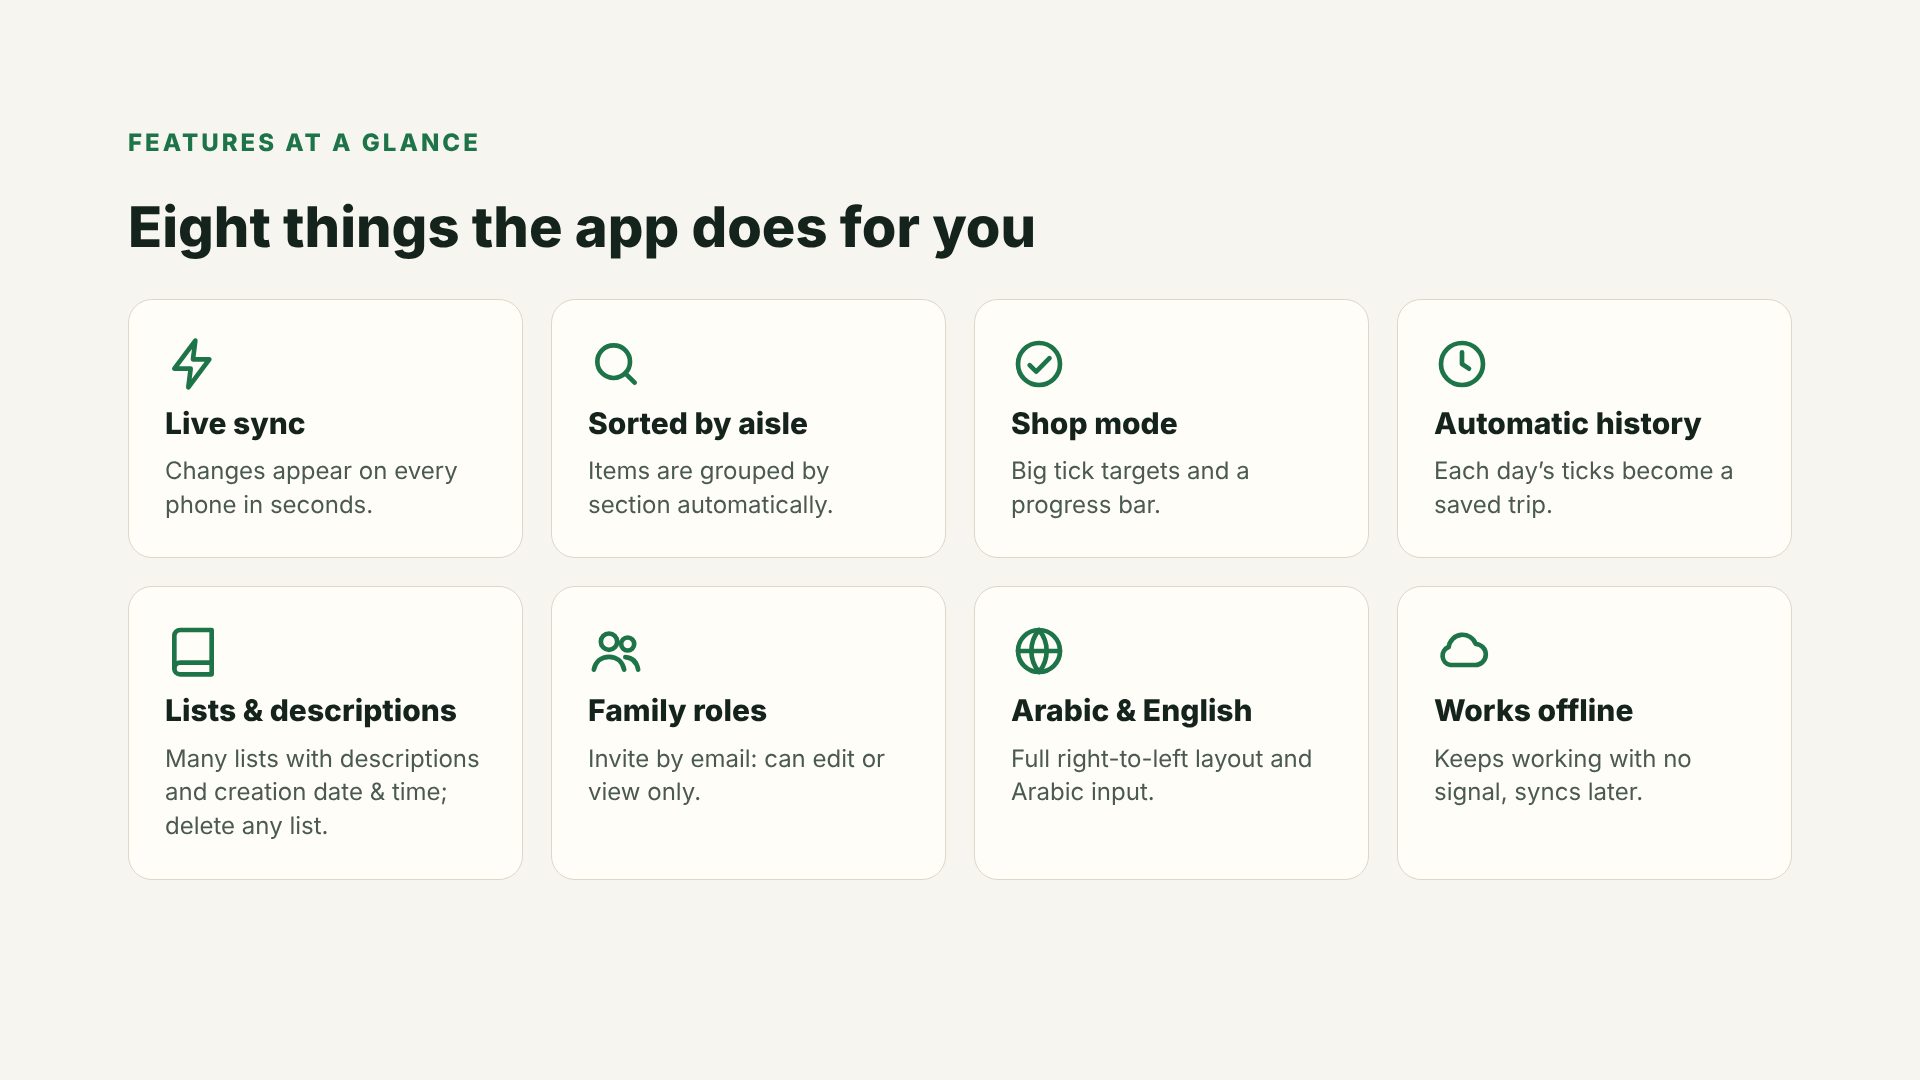 FEATURES AT A GLANCE
Eight things the app does for you
Live sync
Changes appear on every
phone in seconds.
Sorted by aisle
Items are grouped by
section automatically.
Shop mode
Big tick targets and a
progress bar.
Automatic history
Each day’s ticks become a
saved trip.
Lists & descriptions
Many lists with descriptions
and creation date & time;
delete any list.
Family roles
Invite by email: can edit or
view only.
Arabic & English
Full right-to-left layout and
Arabic input.
Works offline
Keeps working with no
signal, syncs later.